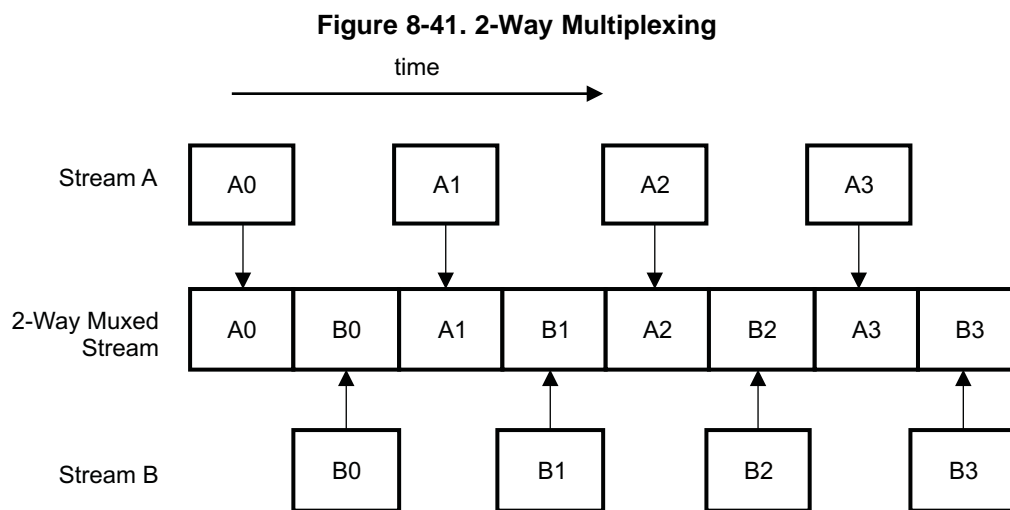 Figure 8-41. 2-Way Multiplexing
time
Stream A
A0
A1
A2
A3
2-Way Muxed
Stream
A0
B0
A1
B1
A2
B2
A3
B3
Stream B
B0
B1
B2
B3